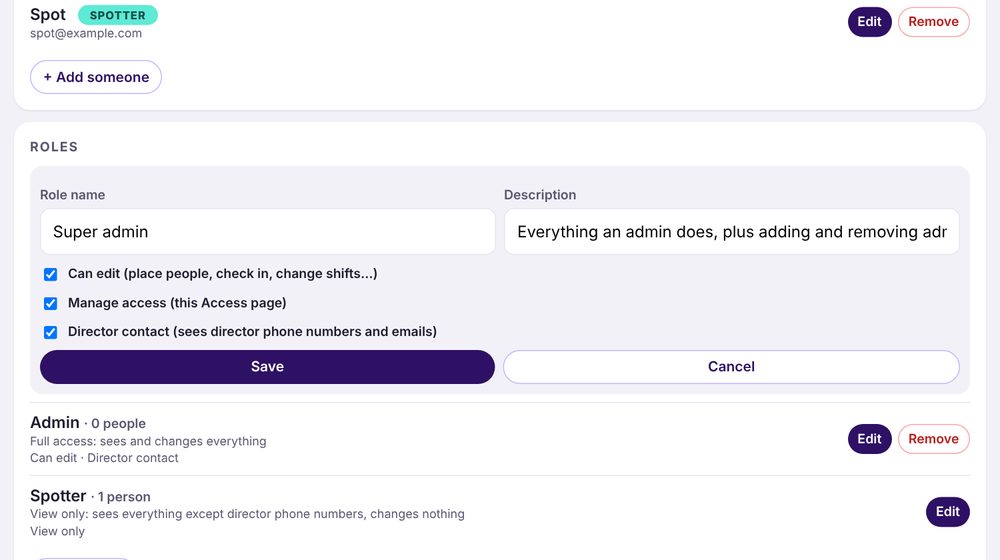 Spot SPOTTER
spot@example.com
Edit Remove
+ Add someone
ROLES
Role name
Description
Super admin
Everything an admin does, plus adding and removing adr
Can edit (place people, check in, change shifts…)
Manage access (this Access page)
Director contact (sees director phone numbers and emails)
Save
Cancel
Admin · 0 people
Full access: sees and changes everything
Can edit · Director contact
Edit Remove
Spotter · 1 person
View only: sees everything except director phone numbers, changes nothing
View only
Edit